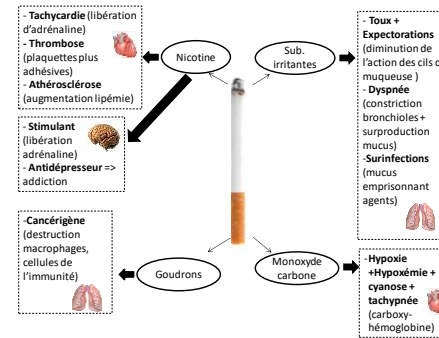 - Tachycardie (libération
d'adrénaline)
- Thrombose
(plaquettes plus
adhésives)
- Athérosclérose
(augmentation lipémie)
Nicotine
- Stimulant
(libération
adrénaline)
- Antidépresseur =>
addiction
Sub.
irritantes
- Toux +
Expectorations
(diminution de
l'action des cils d
muqueuse )
- Dyspnée
(constriction
bronchioles +
surproduction
mucus)
-Surinfections
(mucus
emprisonnant
agents)
-Cancérigène
(destruction
macrophages,
cellules de
l'immunité)
Goudrons
Monoxyde
carbone
-Hypoxie
+Hypoxémie +
cyanose +
tachypnée
(carboxy-
hémoglobine)